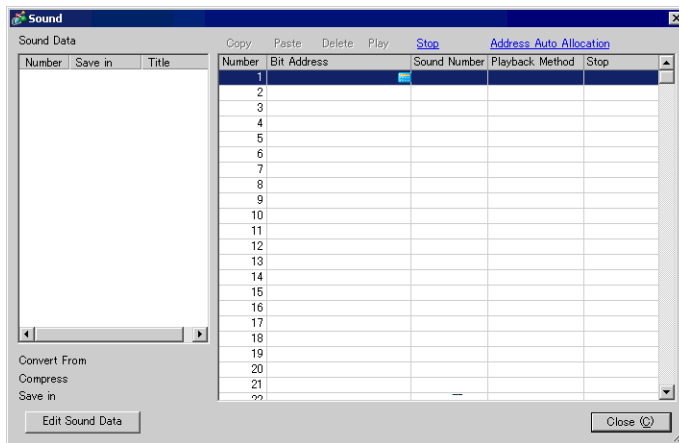 Sound
Sound Data
Copy Paste Delete Play Stop Address Auto Allocation
Number Save in Title
Number Bit Address Sound Number Playback Method Stop
1
2
3
4
5
6
7
8
9
10
11
12
13
14
15
16
17
18
19
20
21
22
Convert From
Compress
Save in
Edit Sound Data
Close (C)